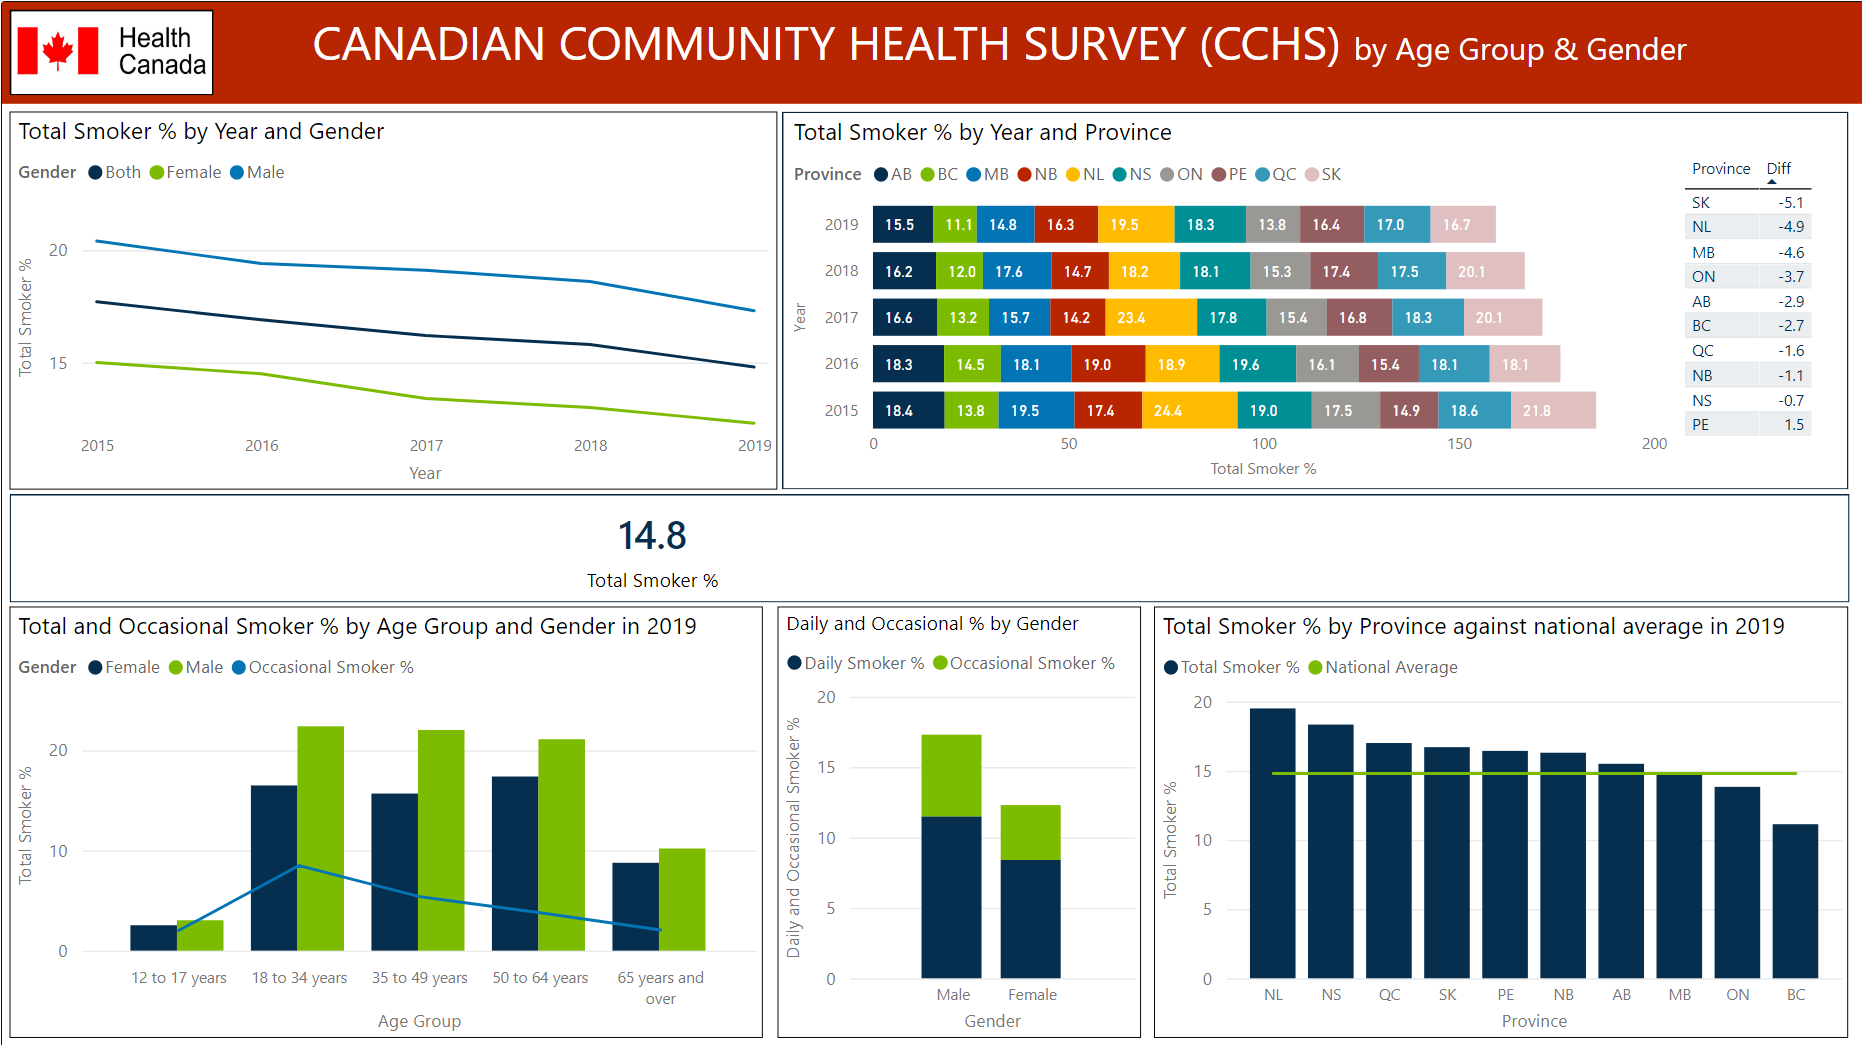 Health
Canada
CANADIAN COMMUNITY HEALTH SURVEY (CCHS) by Age Group & Gender
Total Smoker % by Year and Gender
Gender Both Female Male
Total Smoker %
20
15
2015 2016 2017 2018 2019
Year
Total Smoker % by Year and Province
Province AB BC MB NB NL NS ON PE QC SK
Year
2019 15.5 11.1 14.8 16.3 19.5 18.3 13.8 16.4 17.0 16.7
2018 16.2 12.0 17.6 14.7 18.2 18.1 15.3 17.4 17.5 20.1
2017 16.6 13.2 15.7 14.2 23.4 17.8 15.4 16.8 18.3 20.1
2016 18.3 14.5 18.1 19.0 18.9 19.6 16.1 15.4 18.1 18.1
2015 18.4 13.8 19.5 17.4 24.4 19.0 17.5 14.9 18.6 21.8
0 50 100 150 200
Total Smoker %
Province Diff
SK -5.1
NL -4.9
MB -4.6
ON -3.7
AB -2.9
BC -2.7
QC -1.6
NB -1.1
NS -0.7
PE 1.5
14.8
Total Smoker %
Total and Occasional Smoker % by Age Group and Gender in 2019
Gender Female Male Occasional Smoker %
Total Smoker %
20
10
0
12 to 17 years 18 to 34 years 35 to 49 years 50 to 64 years 65 years and
over
Age Group
Daily and Occasional % by Gender
Daily Smoker % Occasional Smoker %
Daily and Occasional Smoker %
20
15
10
5
0
Male Female
Gender
Total Smoker % by Province against national average in 2019
Total Smoker % National Average
Total Smoker %
20
15
10
5
0
NL NS QC SK PE NB AB MB ON BC
Province